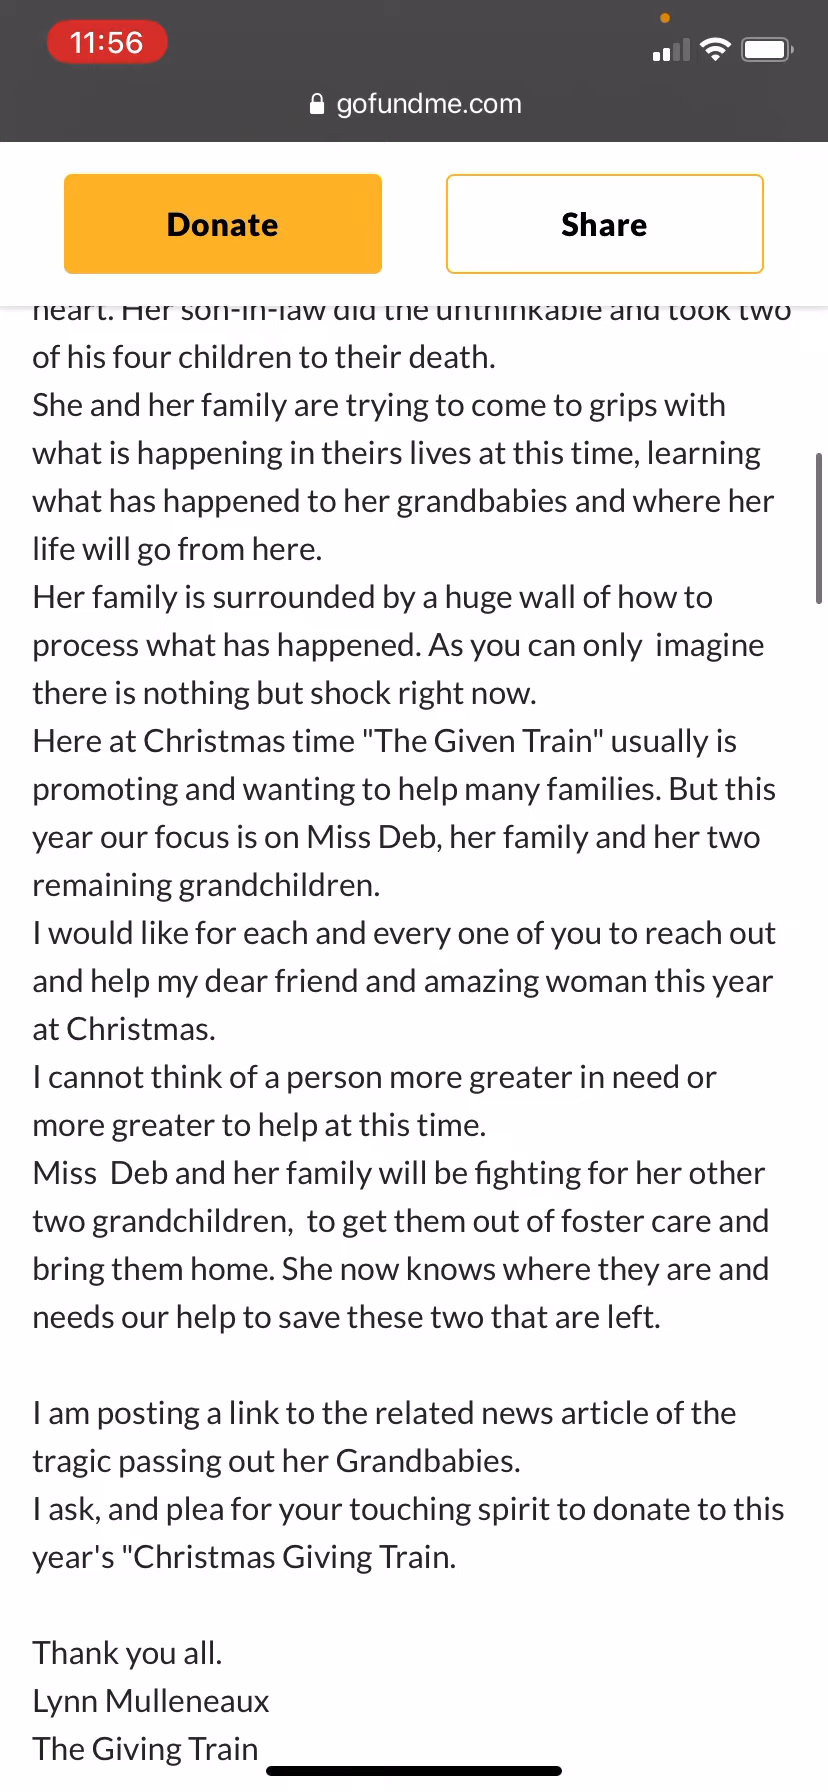 11:56
gofundme.com
Donate
Share
heart. Her son-in-law did the unthinkable and took two
of his four children to their death.
She and her family are trying to come to grips with
what is happening in theirs lives at this time, learning
what has happened to her grandbabies and where her
life will go from here.
Her family is surrounded by a huge wall of how to
process what has happened. As you can only  imagine
there is nothing but shock right now.
Here at Christmas time "The Given Train" usually is
promoting and wanting to help many families. But this
year our focus is on Miss Deb, her family and her two
remaining grandchildren.
I would like for each and every one of you to reach out
and help my dear friend and amazing woman this year
at Christmas.
I cannot think of a person more greater in need or
more greater to help at this time.
Miss  Deb and her family will be fighting for her other
two grandchildren,  to get them out of foster care and
bring them home. She now knows where they are and
needs our help to save these two that are left.
I am posting a link to the related news article of the
tragic passing out her Grandbabies.
I ask, and plea for your touching spirit to donate to this
year's "Christmas Giving Train.
Thank you all.
Lynn Mulleneaux
The Giving Train